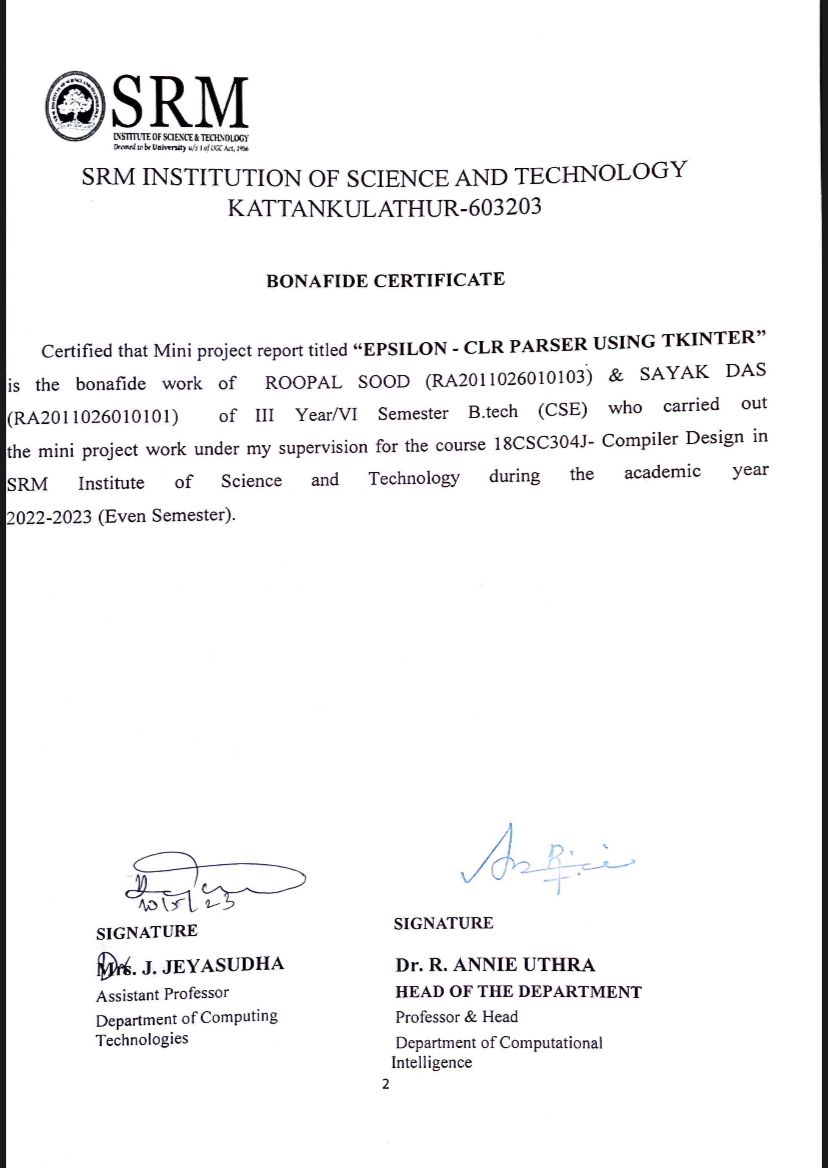 SRM
INSTITUTE OF SCIENCE & TECHNOLOGY
Deemed to be University u/s 3 of UGC Act, 1956
SRM INSTITUTION OF SCIENCE AND TECHNOLOGY
KATTANKULATHUR-603203
BONAFIDE CERTIFICATE
Certified that Mini project report titled “EPSILON - CLR PARSER USING TKINTER”
is the bonafide work of ROOPAL SOOD (RA2011026010103) & SAYAK DAS
(RA2011026010101) of III Year/VI Semester B.tech (CSE) who carried out
the mini project work under my supervision for the course 18CSC304J- Compiler Design in
SRM Institute of Science and Technology during the academic year
2022-2023 (Even Semester).
10/5/23
SIGNATURE
Mrs. J. JEYASUDHA
Assistant Professor
Department of Computing
Technologies
SIGNATURE
Dr. R. ANNIE UTHRA
HEAD OF THE DEPARTMENT
Professor & Head
Department of Computational
Intelligence
2